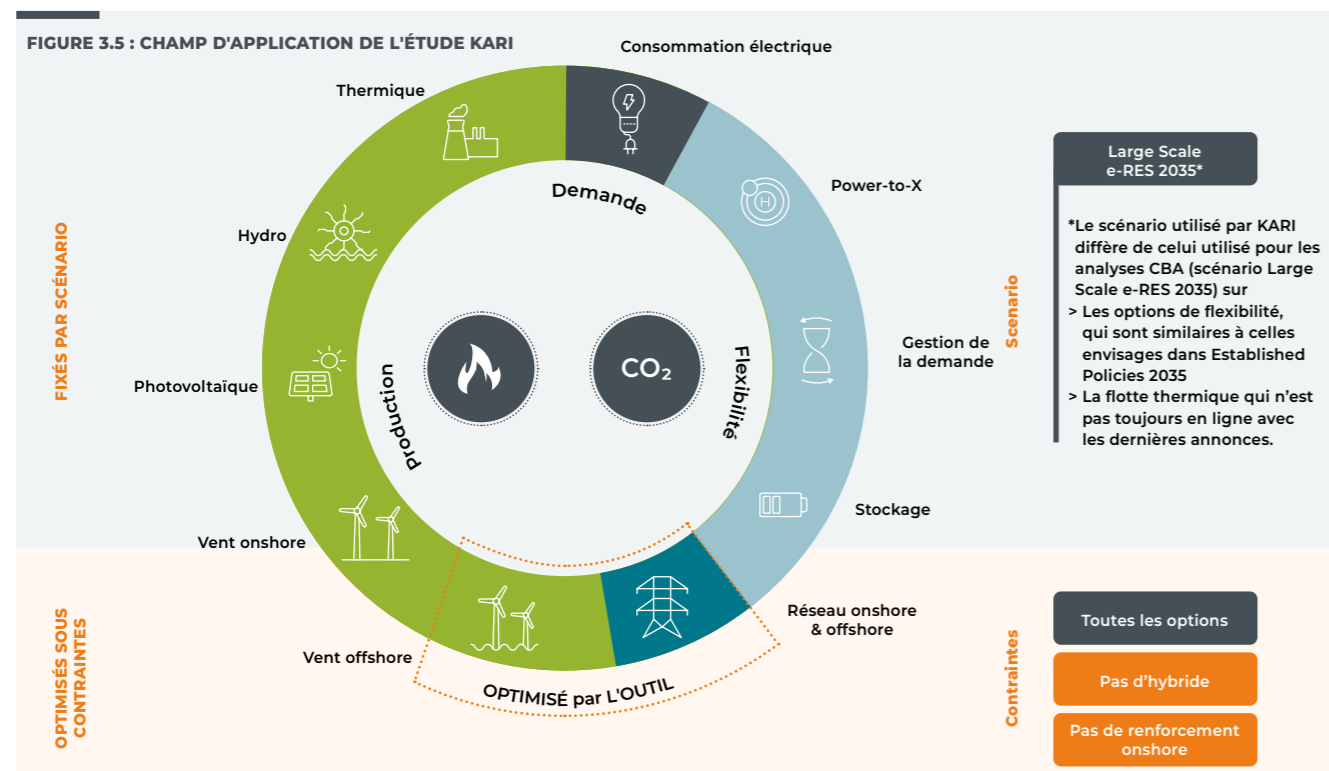 FIGURE 3.5 : CHAMP D'APPLICATION DE L'ÉTUDE KARI
Consommation électrique
Thermique
Power-to-X
Hydro
Demande
Photovoltaïque
Production
CO₂
Flexibilité
Gestion de
la demande
Vent onshore
Stockage
Vent offshore
Réseau onshore
& offshore
OPTIMISÉ par L'OUTIL
H
FIXÉS PAR SCÉNARIO
OPTIMISÉS SOUS
CONTRAINTES
Scenario
Large Scale
e-RES 2035*
*Le scénario utilisé par KARI
diffère de celui utilisé pour les
analyses CBA (scénario Large
Scale e-RES 2035) sur
> Les options de flexibilité,
qui sont similaires à celles
envisages dans Established
Policies 2035
> La flotte thermique qui n'est
pas toujours en ligne avec
les dernières annonces.
Contraintes
Toutes les options
Pas d'hybride
Pas de renforcement
onshore